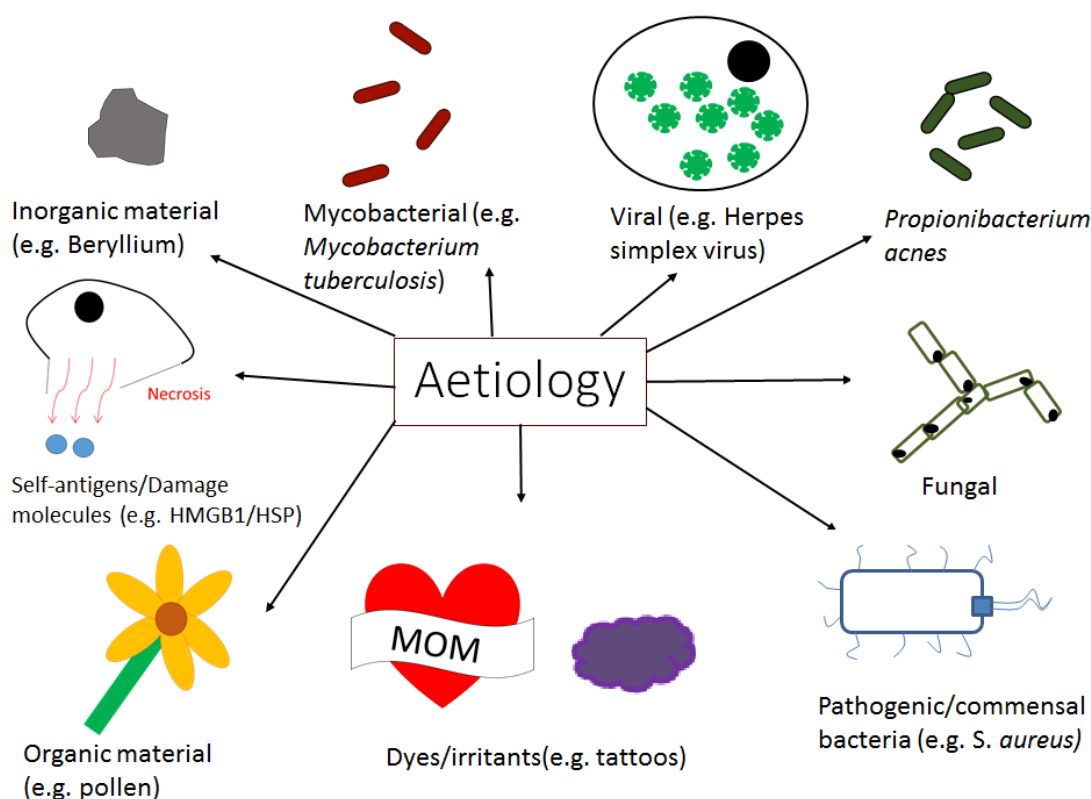 Inorganic material
(e.g. Beryllium)
Mycobacterial (e.g.
Mycobacterium
tuberculosis)
Viral (e.g. Herpes
simplex virus)
Propionibacterium
acnes
Necrosis
Aetiology
Self-antigens/Damage
molecules (e.g. HMGB1/HSP)
Fungal
MOM
Organic material
(e.g. pollen)
Dyes/irritants(e.g. tattoos)
Pathogenic/commensal
bacteria (e.g. S. aureus)